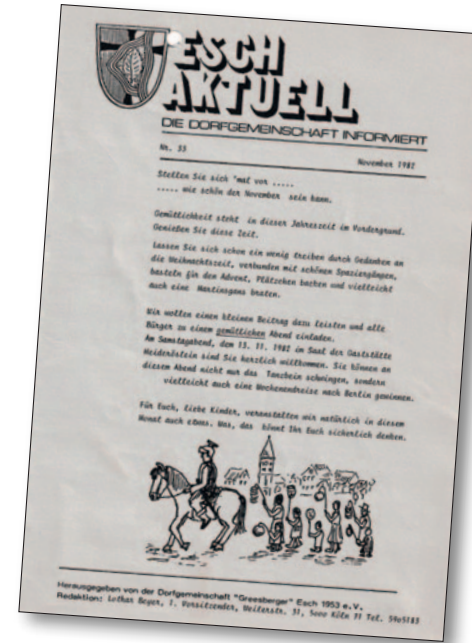 ESCH
AKTUELL
DIE DORFGEMEINSCHAFT INFORMIERT
Nr. 33
November 1982
Stellen Sie sich 'mal vor .....
..... wie schön der November sein kann.
Gemütlichkeit steht in dieser Jahreszeit im Vordergrund.
Genießen Sie diese Zeit.
Lassen Sie sich schon ein wenig treiben durch Gedanken an
die Weihnachtszeit, verbunden mit schönen Spaziergängen,
basteln für den Advent, Plätzchen backen und vielleicht
auch eine Martinsgans braten.
Wir wollen einen kleinen Beitrag dazu leisten und alle
Bürger zu einem gemütlichen Abend einladen.
Am Samstagabend, dem 13. 11. 1982 im Saal der Gaststätte
Heideröslein sind Sie herzlich willkommen. Sie können an
diesem Abend nicht nur das Tanzbein schwingen, sondern
vielleicht auch eine Wochenendreise nach Berlin gewinnen.
Für Euch, liebe Kinder, veranstalten wir natürlich in diesem
Monat auch etwas. Was, das könnt Ihr Euch sicherlich denken.
Herausgegeben von der Dorfgemeinschaft "Greesberger" Esch 1953 e.V.
Redaktion: Lothar Beyer, 1. Vorsitzender, Weilerstr. 31, 5000 Köln 71 Tel.